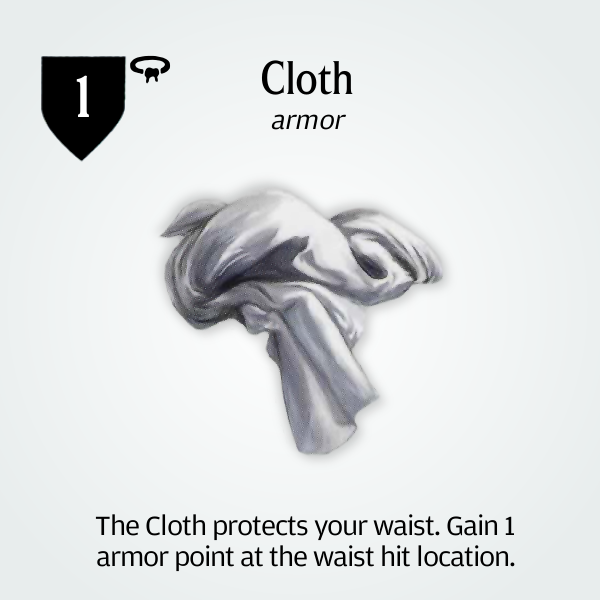 1
Cloth
armor
The Cloth protects your waist. Gain 1
armor point at the waist hit location.